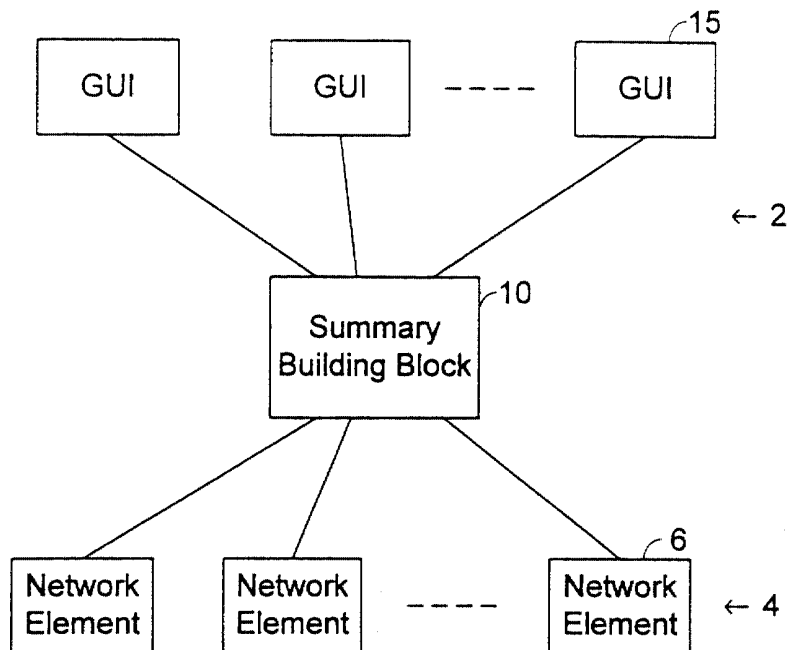 15
GUI
GUI
GUI
← 2
10
Summary
Building Block
6
Network
Element
Network
Element
Network
Element
← 4